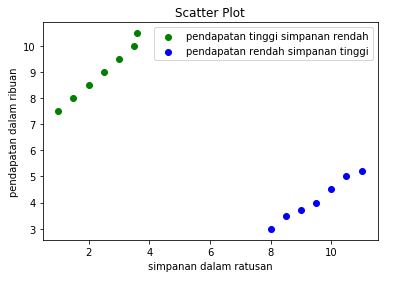 Scatter Plot
pendapatan tinggi simpanan rendah
pendapatan rendah simpanan tinggi
pendapatan dalam ribuan
10
9
8
7
6
5
4
3
2
4
6
8
10
simpanan dalam ratusan